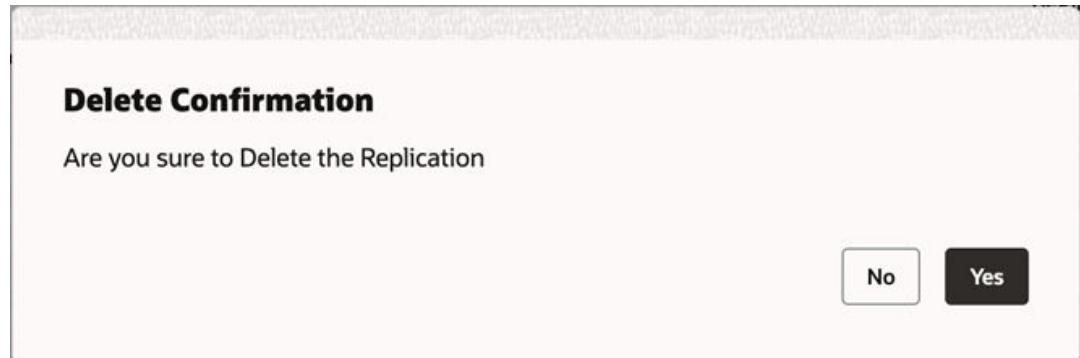 Delete Confirmation
Are you sure to Delete the Replication
No
Yes